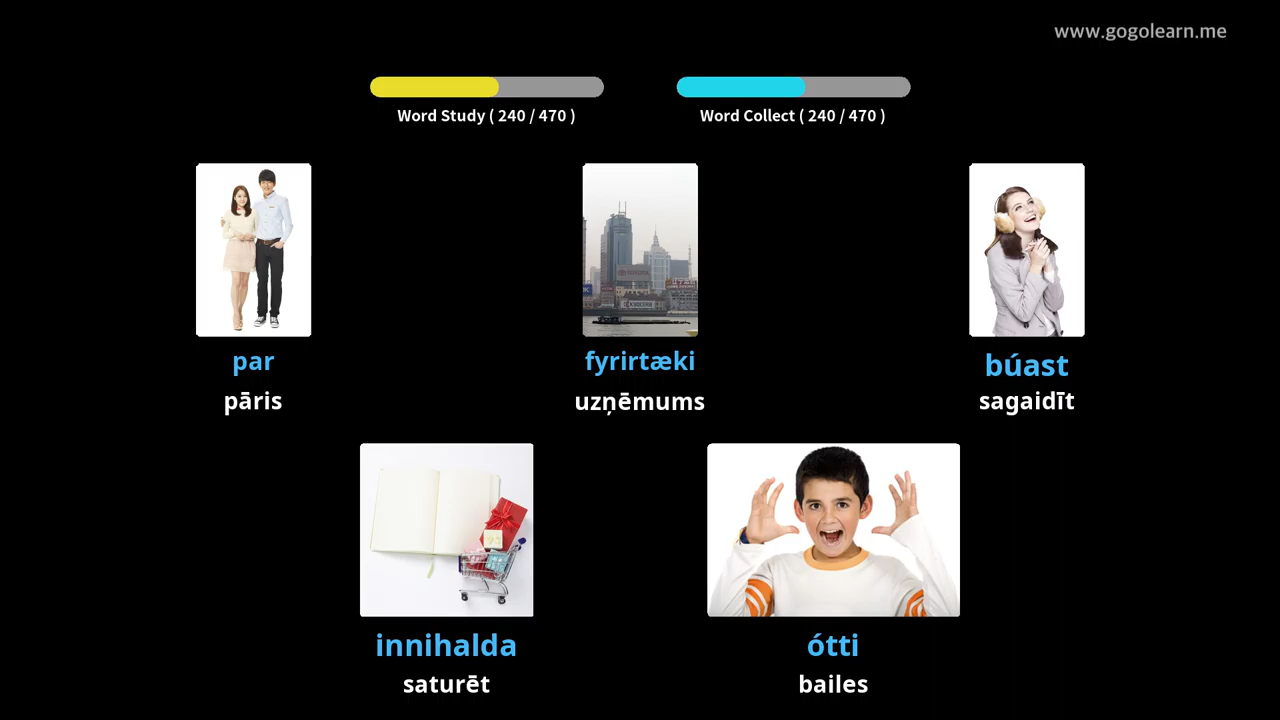 www.gogolearn.me
Word Study ( 240 / 470 )
Word Collect ( 240 / 470 )
par
pāris
fyrirtæki
uzņēmums
búast
sagaidīt
innihalda
saturēt
ótti
bailes